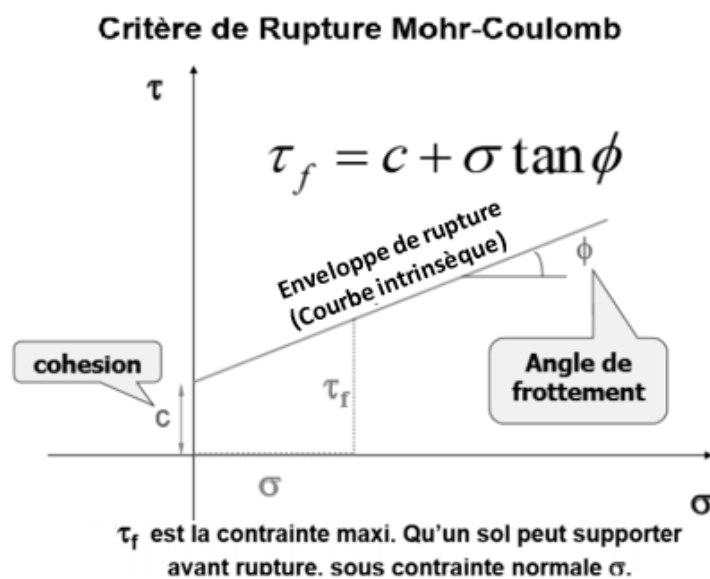 Critère de Rupture Mohr-Coulomb
τ
τf = c + σ tan ϕ
Enveloppe de rupture
(Courbe intrinsèque)
ϕ
cohesion
Angle de
frottement
c
τf
σ
σ
τf est la contrainte maxi. Qu'un sol peut supporter
avant rupture, sous contrainte normale σ.